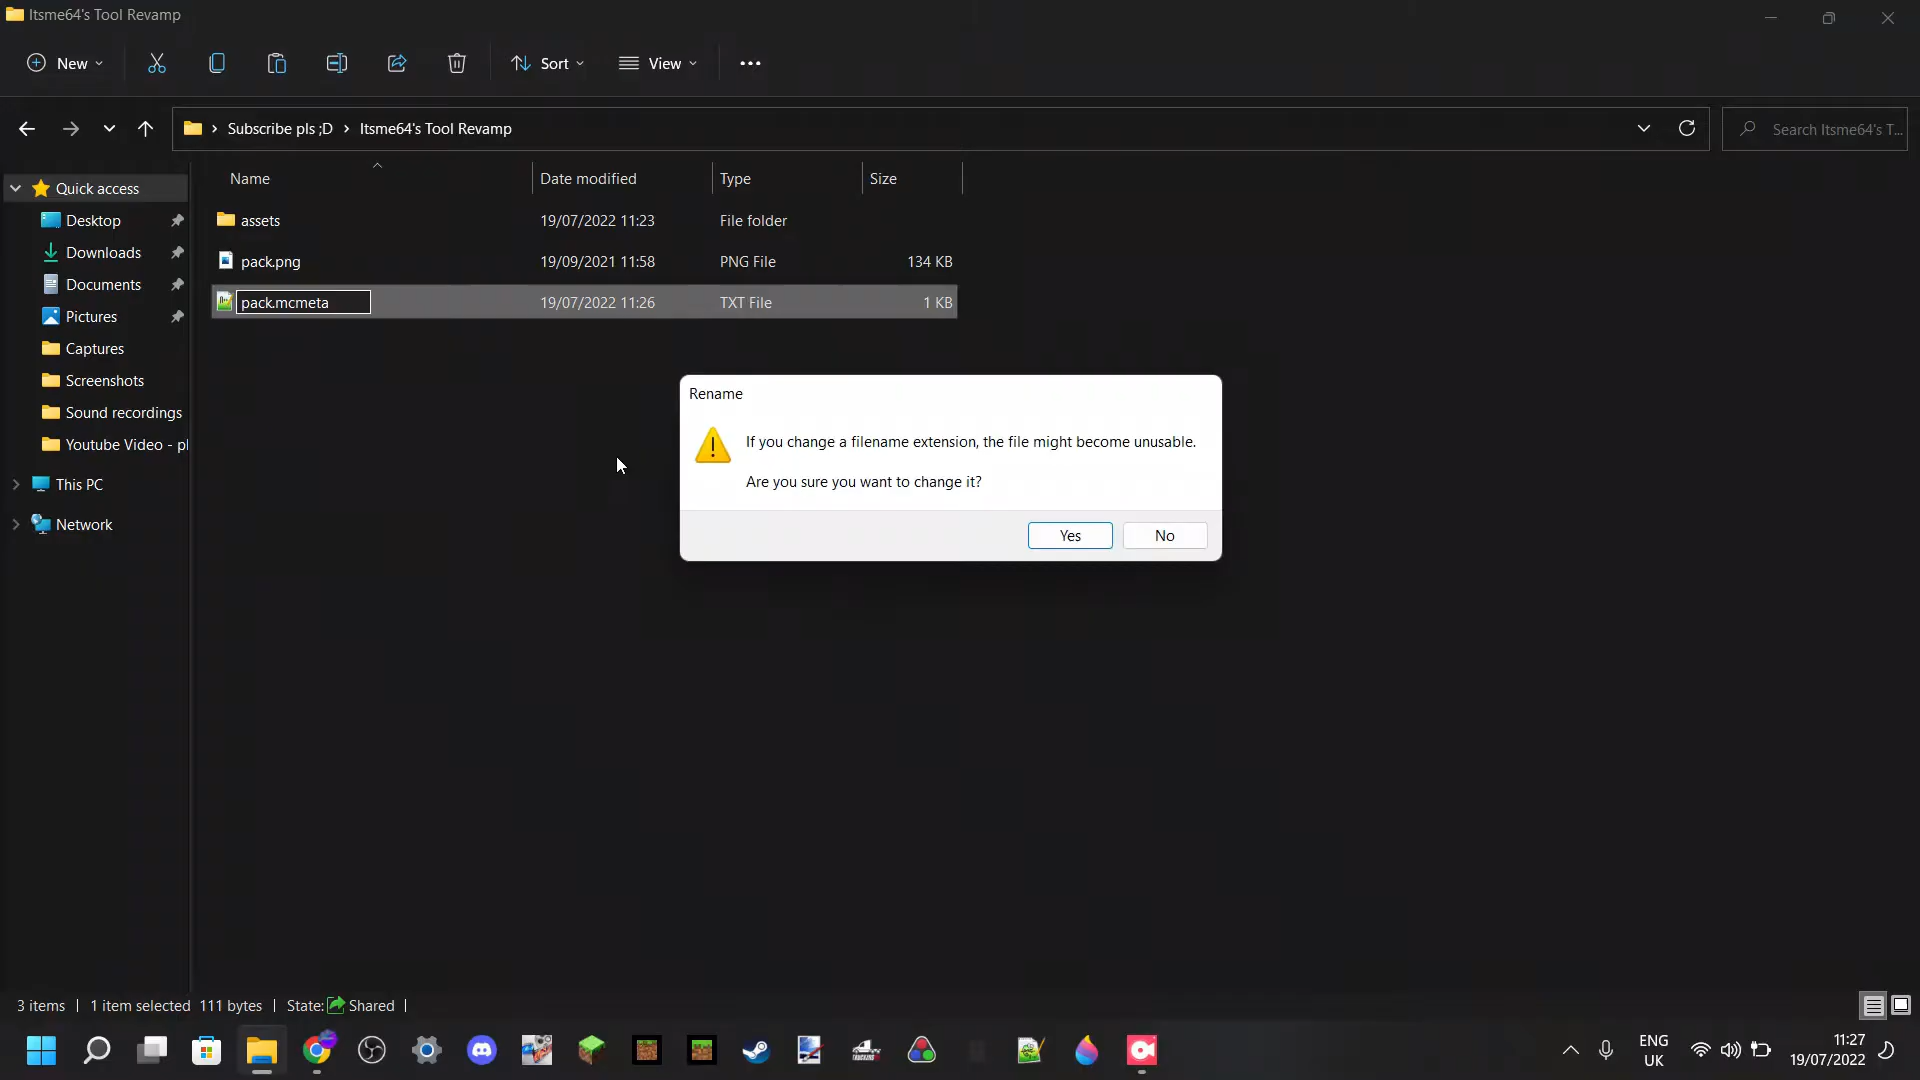 Itsme64's Tool Revamp
New
Sort
View
Subscribe pls ;D
Itsme64's Tool Revamp
Search Itsme64's T...
Name
Date modified
Type
Size
assets
19/07/2022 11:23
File folder
pack.png
19/09/2021 11:58
PNG File
134 KB
pack.mcmeta
19/07/2022 11:26
TXT File
1 KB
Quick access
Desktop
Downloads
Documents
Pictures
Captures
Screenshots
Sound recordings
Youtube Video - pl
This PC
Network
Rename
If you change a filename extension, the file might become unusable.
Are you sure you want to change it?
Yes
No
3 items
1 item selected 111 bytes
State: Shared
ENG
UK
11:27
19/07/2022